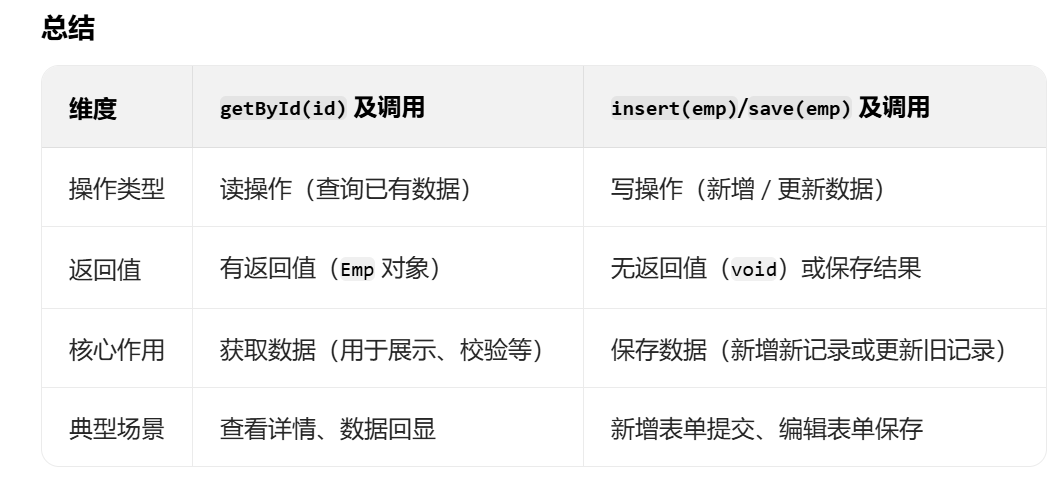 总结
维度 getById(id) 及调用 insert(emp)/save(emp) 及调用
操作类型 读操作（查询已有数据） 写操作（新增 / 更新数据）
返回值 有返回值（Emp 对象） 无返回值（void）或保存结果
核心作用 获取数据（用于展示、校验等） 保存数据（新增新记录或更新旧记录）
典型场景 查看详情、数据回显 新增表单提交、编辑表单保存